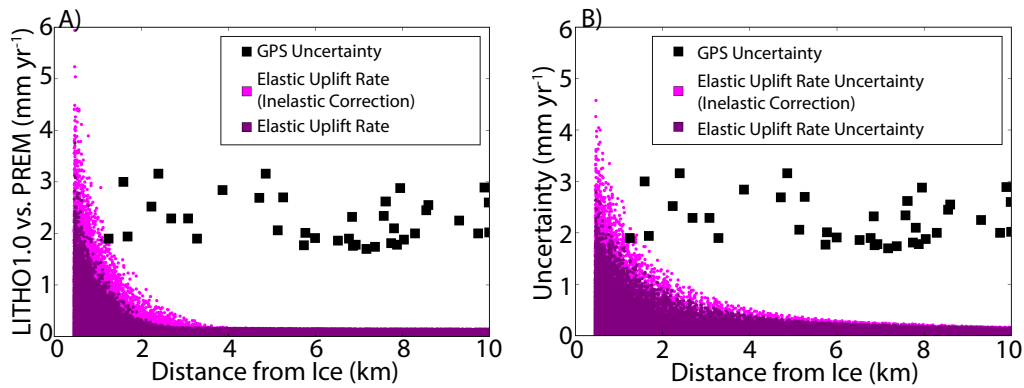 A)
GPS Uncertainty
Elastic Uplift Rate
(Inelastic Correction)
Elastic Uplift Rate
LITHO1.0 vs. PREM (mm yr⁻¹)
6
5
4
3
2
1
0
0 2 4 6 8 10
Distance from Ice (km)
B)
GPS Uncertainty
Elastic Uplift Rate Uncertainty
(Inelastic Correction)
Elastic Uplift Rate Uncertainty
Uncertainty (mm yr⁻¹)
6
5
4
3
2
1
0
0 2 4 6 8 10
Distance from Ice (km)